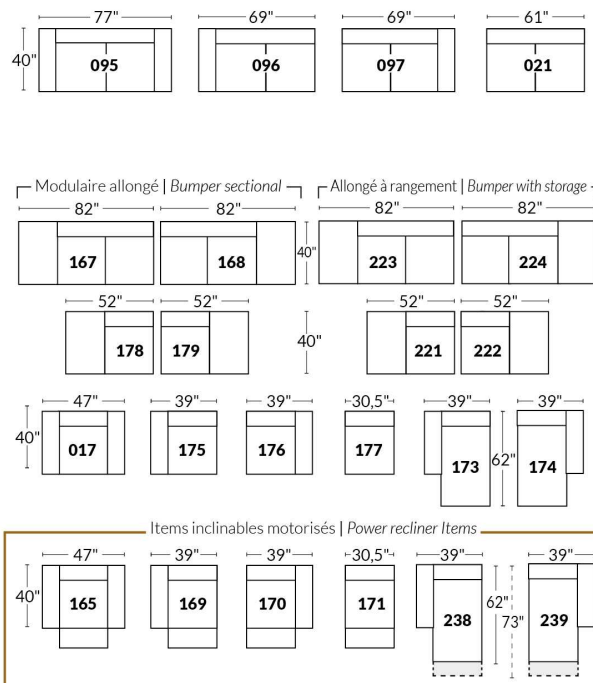 77" 69" 69" 61"
40" 095 096 097 021
Modulaire allongé | Bumper sectional Allongé à rangement | Bumper with storage
82" 82" 82" 82"
167 168 40" 223 224
52" 52" 52" 52"
178 179 40" 221 222
47" 39" 39" 30,5" 39" 39"
40" 017 175 176 177 173 62" 174
Items inclinables motorisés | Power recliner Items
47" 39" 39" 30,5" 39" 39"
40" 165 169 170 171 238 62" 73" 239